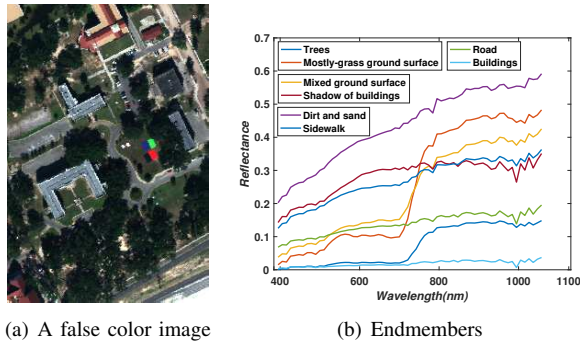 Trees
Mostly-grass ground surface
Mixed ground surface
Shadow of buildings
Dirt and sand
Sidewalk
Road
Buildings
0.7
0.6
0.5
0.4
0.3
0.2
0.1
0
Reflectance
400 600 800 1000 1100
Wavelength(nm)
(a) A false color image
(b) Endmembers